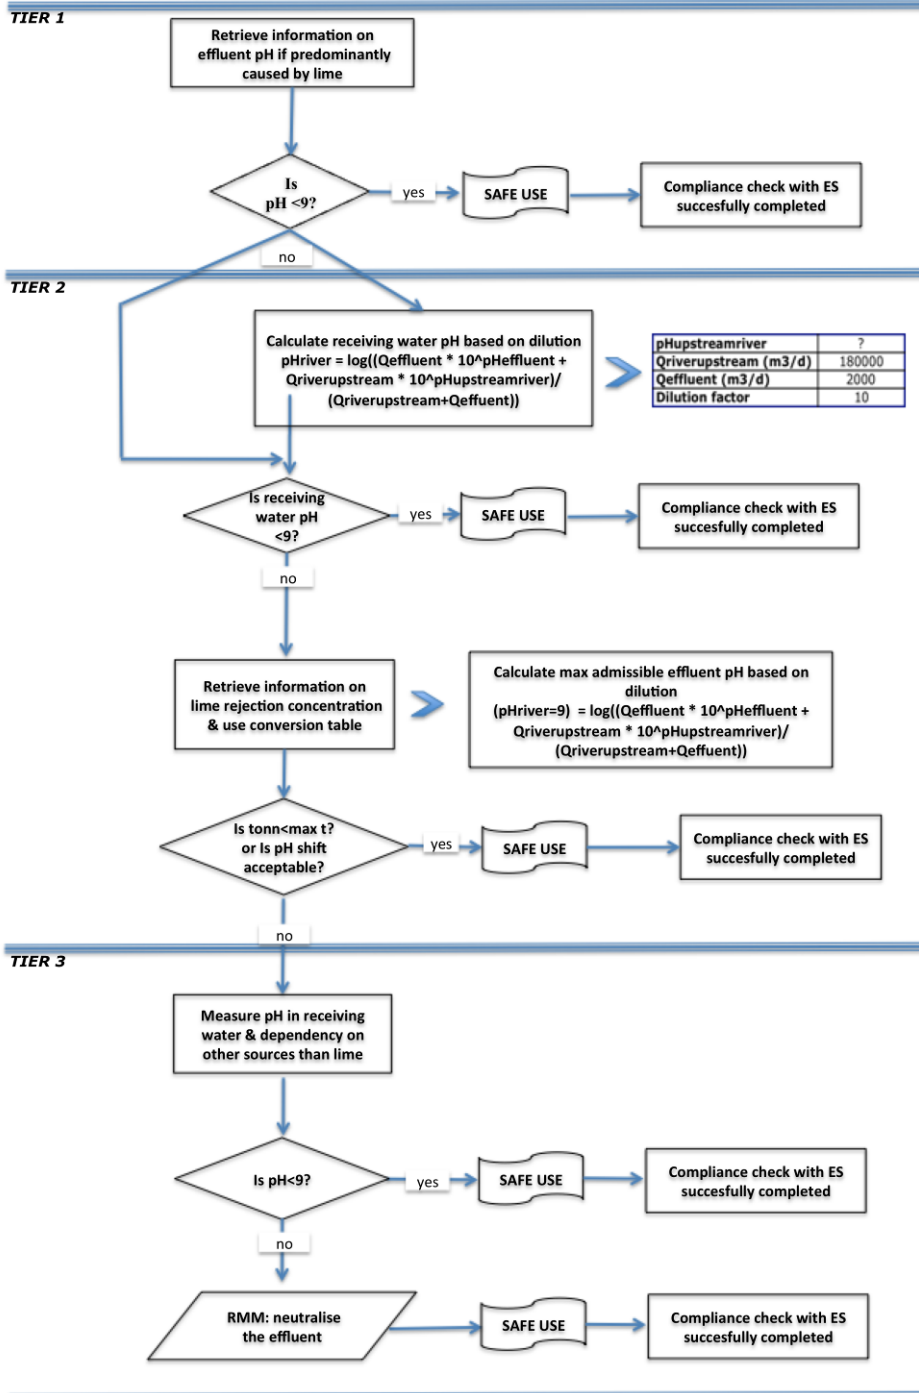 TIER 1
Retrieve information on
effluent pH if predominantly
caused by lime
Is
pH <9?
yes
SAFE USE
Compliance check with ES
succesfully completed
no
TIER 2
Calculate receiving water pH based on dilution
pHriver = log((Qeffluent * 10^pHeffluent +
Qriverupstream * 10^pHupstreamriver)/
(Qriverupstream+Qeffuent))
pHupstreamriver ?
Qriverupstream (m3/d) 180000
Qeffluent (m3/d) 2000
Dilution factor 10
Is receiving
water pH
<9?
yes
SAFE USE
Compliance check with ES
succesfully completed
no
Retrieve information on
lime rejection concentration
& use conversion table
Calculate max admissible effluent pH based on
dilution
(pHriver=9) = log((Qeffluent * 10^pHeffluent +
Qriverupstream * 10^pHupstreamriver)/
(Qriverupstream+Qeffuent))
Is tonn<max t?
or Is pH shift
acceptable?
yes
SAFE USE
Compliance check with ES
succesfully completed
no
TIER 3
Measure pH in receiving
water & dependency on
other sources than lime
Is pH<9?
yes
SAFE USE
Compliance check with ES
succesfully completed
no
RMM: neutralise
the effluent
SAFE USE
Compliance check with ES
succesfully completed